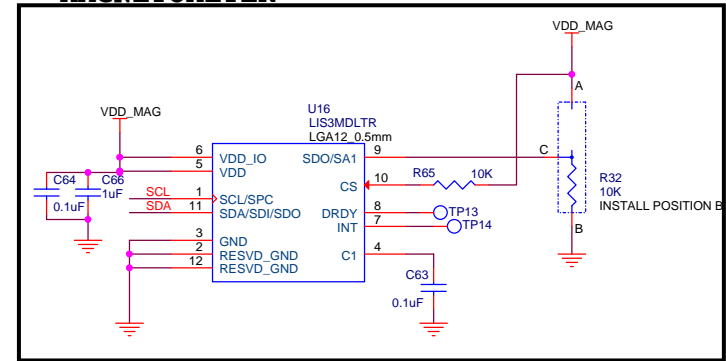 VDD_MAG
A
VDD_MAG
U16
LIS3MDLTR
LGA12_0.5mm
6 VDD_IO SDO/SA1 9 C
5 VDD
C64 C66 R65 10K R32
1uF CS 10 10K
0.1uF SCL 1 SCL/SPC INSTALL POSITION B
SDA 11 SDA/SDI/SDO DRDY 8 TP13
INT 7 TP14
B
3 GND C1 4
2 RESVD_GND
12 RESVD_GND
C63
0.1uF